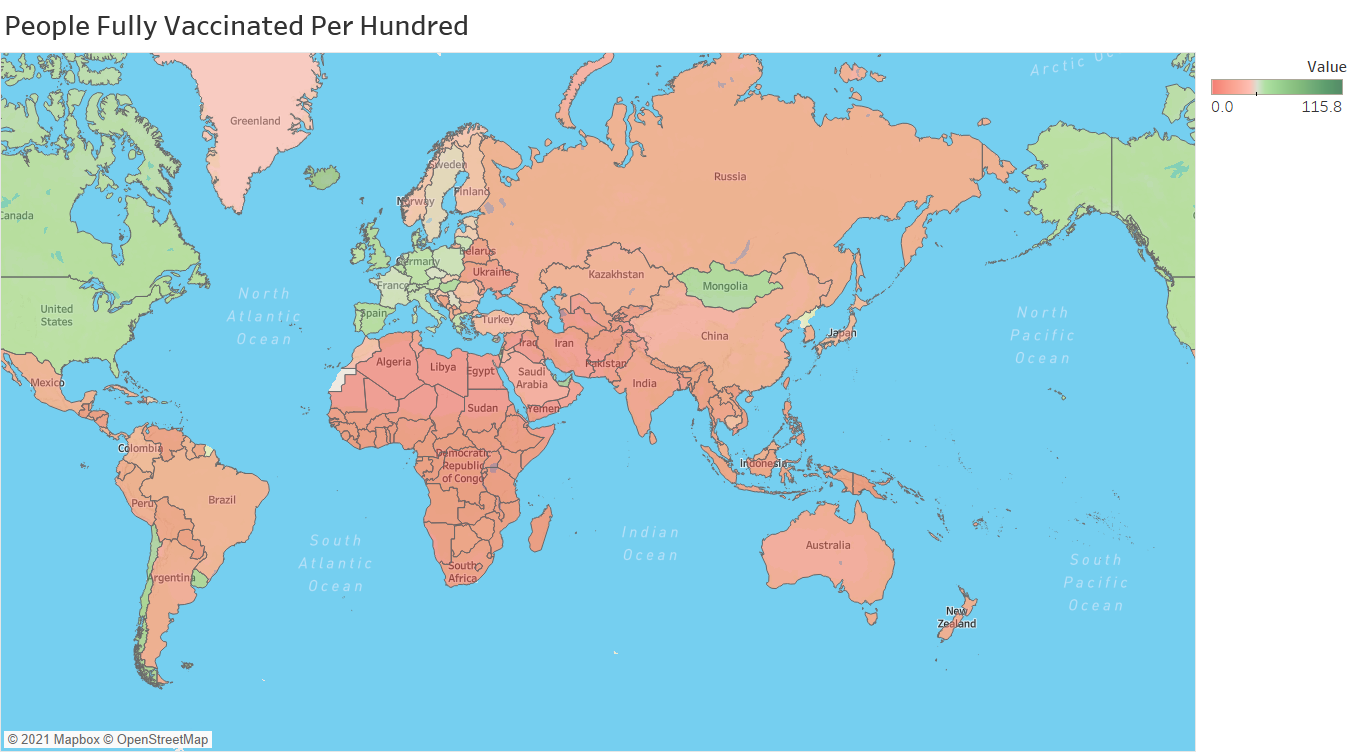 People Fully Vaccinated Per Hundred
Value
0.0 115.8
Arctic Oc
Greenland
Sweden
Russia
Finland
Norway
Canada
Belarus
Germany
Ukraine
Kazakhstan
France
Mongolia
North
Atlantic
Ocean
United
States
Spain
Turkey
North
Pacific
Ocean
China
Japan
Iraq
Iran
Algeria
Libya
Egypt
Pakistan
Saudi
Arabia
India
Mexico
Sudan
Yemen
Colombia
Democratic
Republic
of Congo
Indonesia
Peru
Brazil
South
Atlantic
Ocean
Indian
Ocean
Australia
South
Pacific
Ocean
South
Africa
Argentina
New
Zealand
© 2021 Mapbox © OpenStreetMap